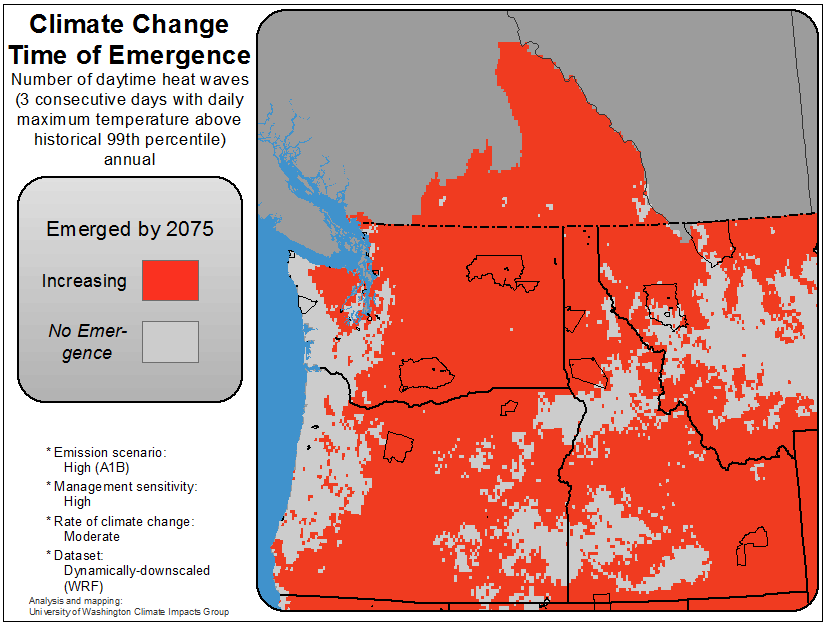 Climate Change
Time of Emergence
Number of daytime heat waves
(3 consecutive days with daily
maximum temperature above
historical 99th percentile)
annual
Emerged by 2075
Increasing
No Emer-
gence
* Emission scenario:
High (A1B)
* Management sensitivity:
High
* Rate of climate change:
Moderate
* Dataset:
Dynamically-downscaled
(WRF)
Analysis and mapping:
University of Washington Climate Impacts Group